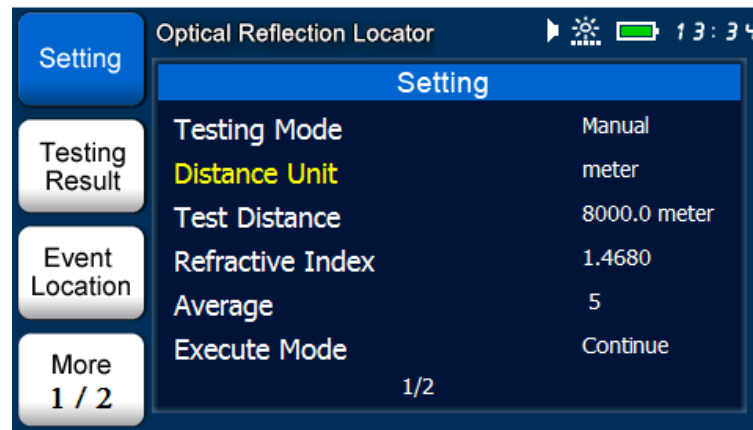 Optical Reflection Locator 13:34
Setting
Testing
Result
Event
Location
More
1 / 2
Setting
Testing Mode Manual
Distance Unit meter
Test Distance 8000.0 meter
Refractive Index 1.4680
Average 5
Execute Mode Continue
1/2